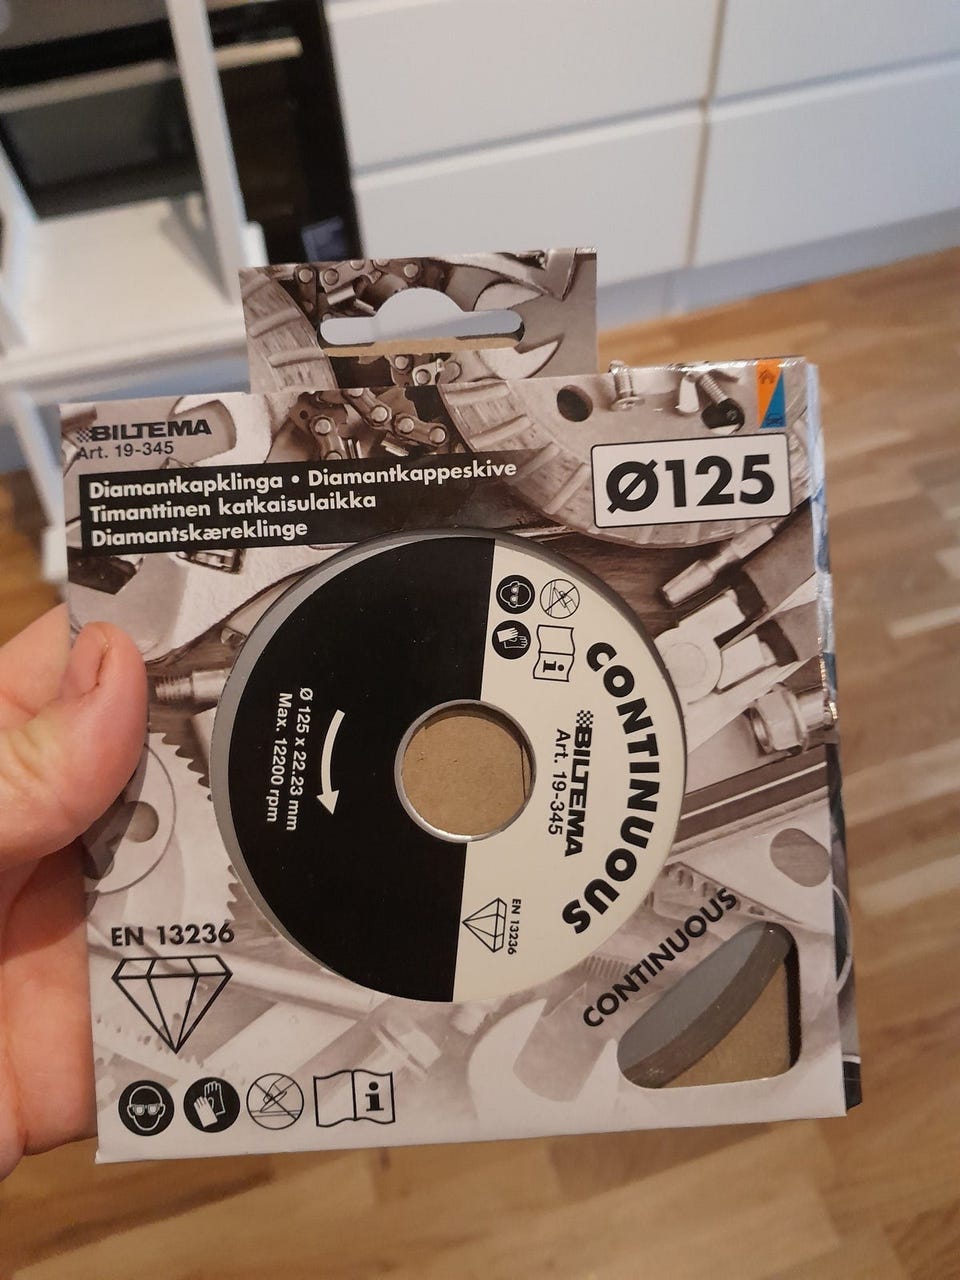 BILTEMA
Art. 19-345
Diamantkapklinga • Diamantkappeskive
Timanttinen katkaisulaikka
Diamantskæreklinge
Ø125
CONTINUOUS
BILTEMA
Art. 19-345
Ø 125 x 22.23 mm
Max. 12200 rpm
EN 13236
EN 13236
CONTINUOUS